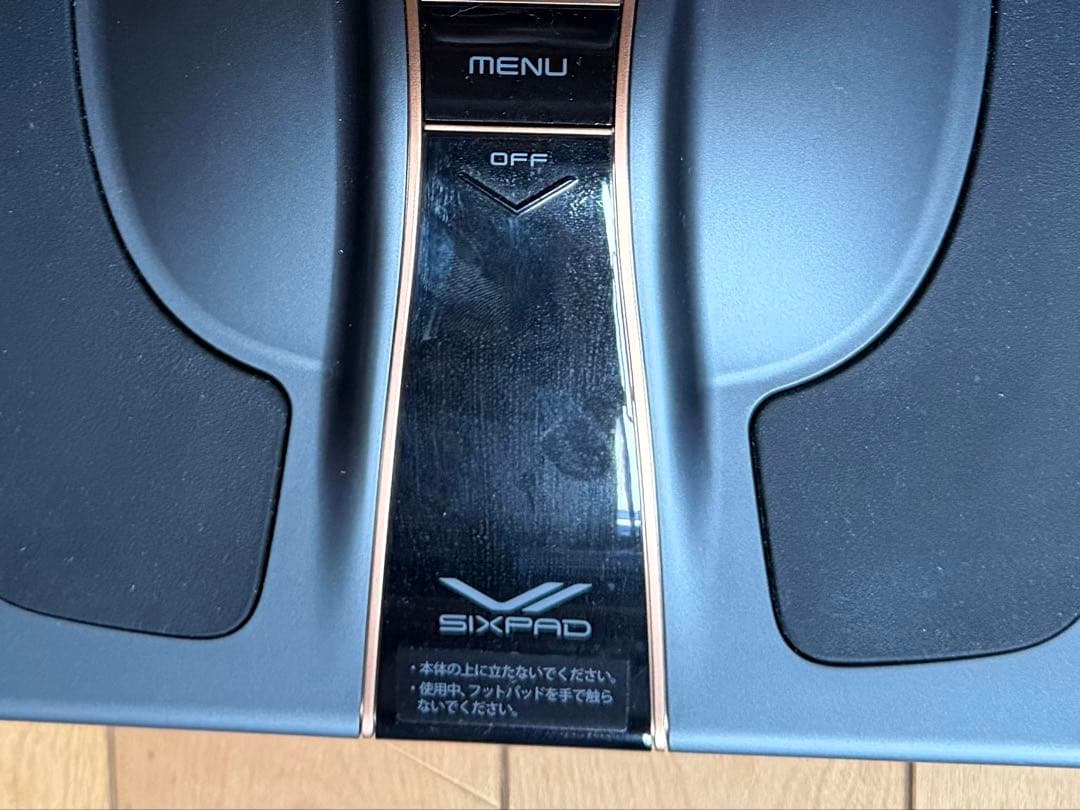 MENU
OFF
SIXPAD
・本体の上に立たないでください。
・使用中、フットパッドを手で触ら
ないでください。